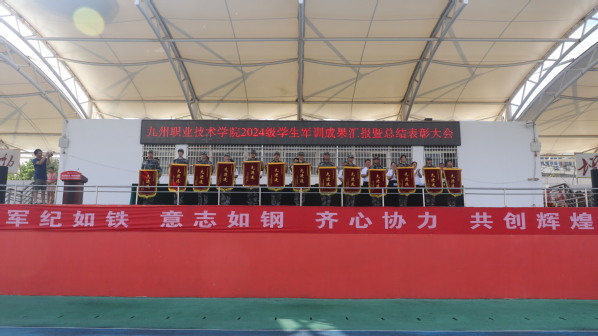 九州职业技术学院2024级学生军训成果汇报暨总结表彰大会
军纪如铁 意志如钢 齐心协力 共创辉煌